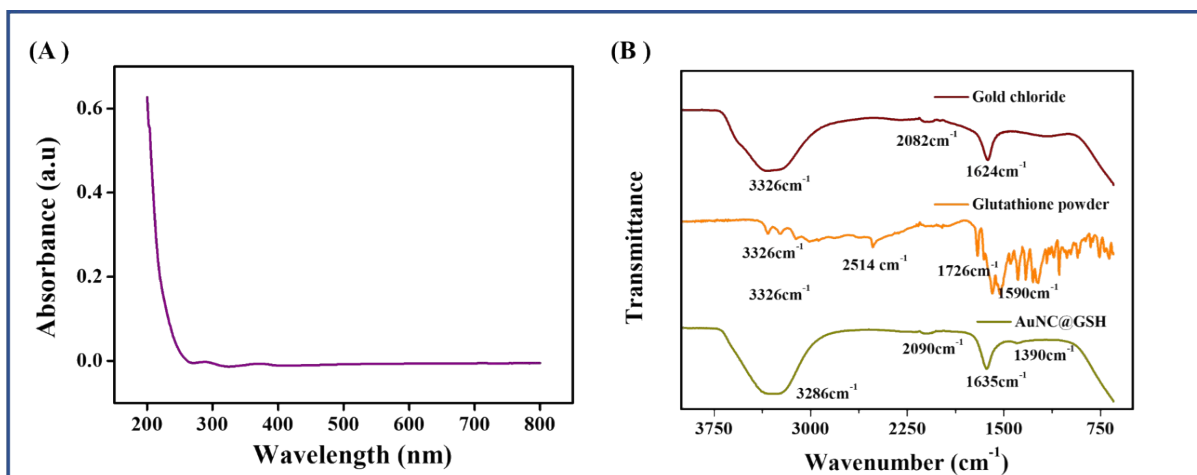 (A )
0.6
0.4
0.2
0.0
Absorbance (a.u)
200 300 400 500 600 700 800
Wavelength (nm)
(B)
Gold chloride
2082cm⁻¹
3326cm⁻¹
1624cm⁻¹
Glutathione powder
3326cm⁻¹
2514 cm⁻¹
1726cm⁻¹
1590cm⁻¹
3326cm⁻¹
AuNC@GSH
2090cm⁻¹
1390cm⁻¹
1635cm⁻¹
3286cm⁻¹
Transmittance
3750 3000 2250 1500 750
Wavenumber (cm⁻¹)